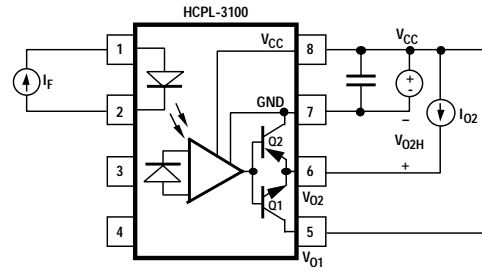 HCPL-3100
1
8
V_CC
V_CC
I_F
+
-
2
7
GND
–
I_O2
Q2
V_O2H
3
6
+
V_O2
Q1
4
5
V_O1